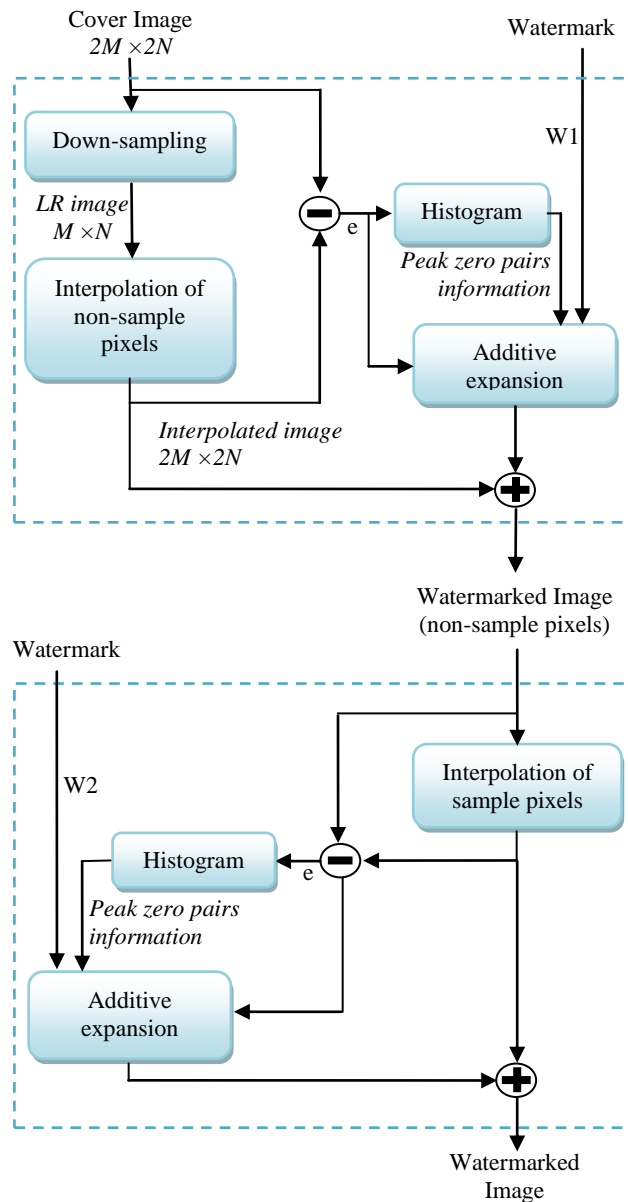 Cover Image
2M ×2N
Watermark
Down-sampling
W1
LR image
M ×N
Histogram
e
Peak zero pairs
information
Interpolation of
non-sample
pixels
Additive
expansion
Interpolated image
2M ×2N
Watermarked Image
(non-sample pixels)
Watermark
W2
Interpolation of
sample pixels
Histogram
e
Peak zero pairs
information
Additive
expansion
Watermarked
Image